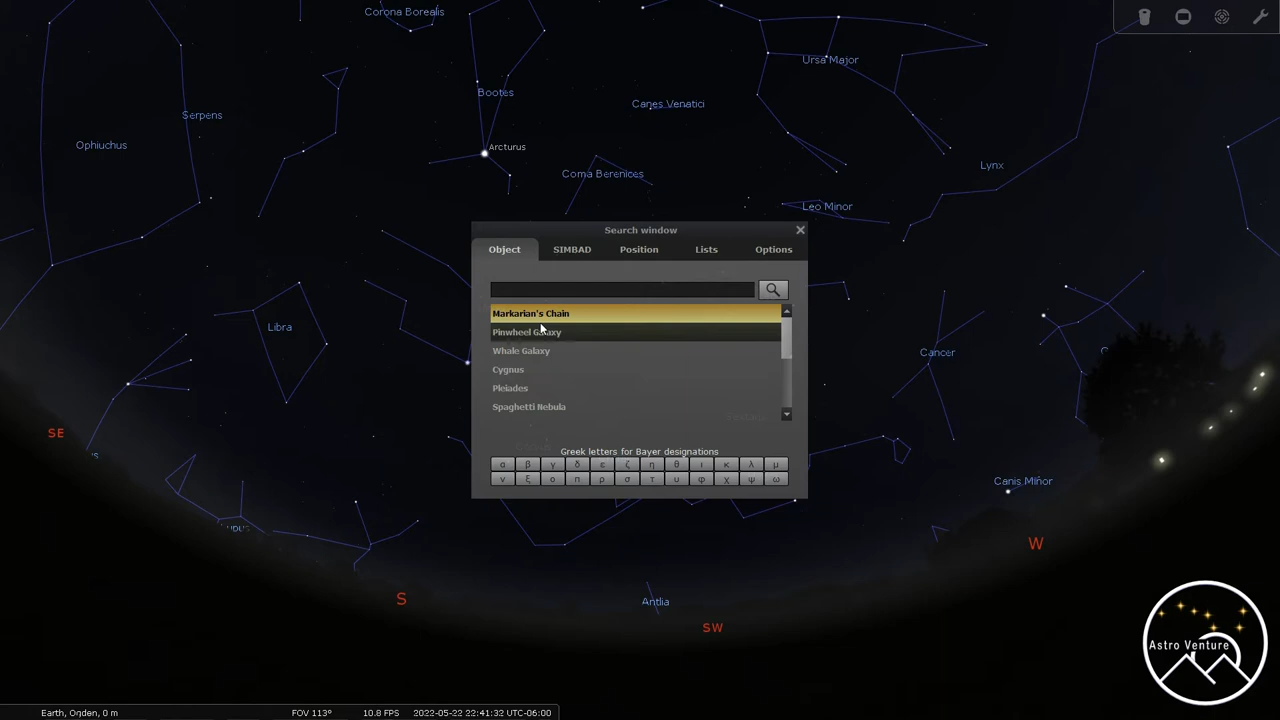 Corona Borealis
Ursa Major
Bootes
Canes Venatici
Serpens
Ophiuchus
Arcturus
Lynx
Coma Berenices
Leo Minor
Search window
Object
SIMBAD
Position
Lists
Options
Markarian's Chain
Pinwheel Galaxy
Whale Galaxy
Cygnus
Pleiades
Spaghetti Nebula
Libra
Cancer
SE
Greek letters for Bayer designations
α β γ δ ε ζ η θ ι κ λ μ
ν ξ ο π ρ σ τ υ φ χ ψ ω
Canis Minor
W
S
Antlia
SW
Astro Venture
Earth, Ogden, 0 m
FOV 113°
10.8 FPS
2022-05-22 22:41:32 UTC-06:00